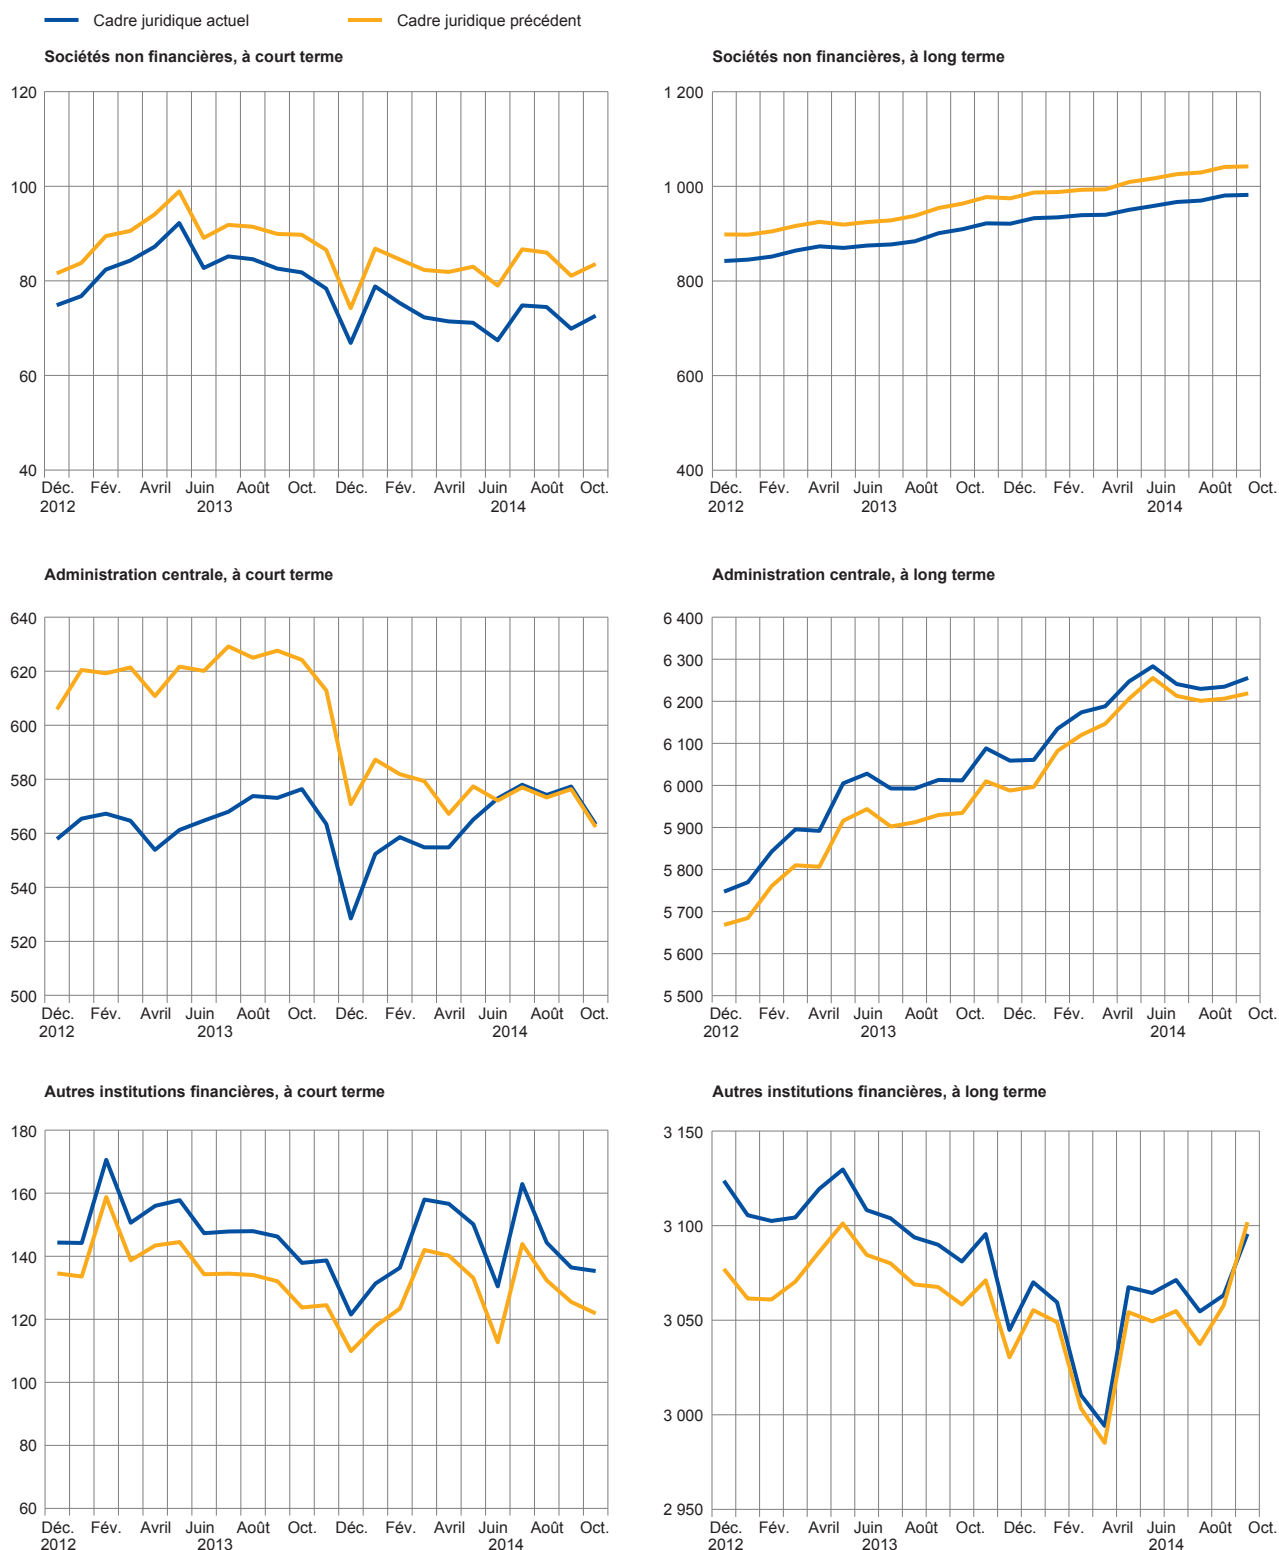 Cadre juridique actuel Cadre juridique précédent
Sociétés non financières, à court terme
120
100
80
60
40
Déc. Fév. Avril Juin Août Oct. Déc. Fév. Avril Juin Août Oct.
2012 2013 2014
Sociétés non financières, à long terme
1 200
1 000
800
600
400
Déc. Fév. Avril Juin Août Oct. Déc. Fév. Avril Juin Août Oct.
2012 2013 2014
Administration centrale, à court terme
640
620
600
580
560
540
520
500
Déc. Fév. Avril Juin Août Oct. Déc. Fév. Avril Juin Août Oct.
2012 2013 2014
Administration centrale, à long terme
6 400
6 300
6 200
6 100
6 000
5 900
5 800
5 700
5 600
5 500
Déc. Fév. Avril Juin Août Oct. Déc. Fév. Avril Juin Août Oct.
2012 2013 2014
Autres institutions financières, à court terme
180
160
140
120
100
80
60
Déc. Fév. Avril Juin Août Oct. Déc. Fév. Avril Juin Août Oct.
2012 2013 2014
Autres institutions financières, à long terme
3 150
3 100
3 050
3 000
2 950
Déc. Fév. Avril Juin Août Oct. Déc. Fév. Avril Juin Août Oct.
2012 2013 2014